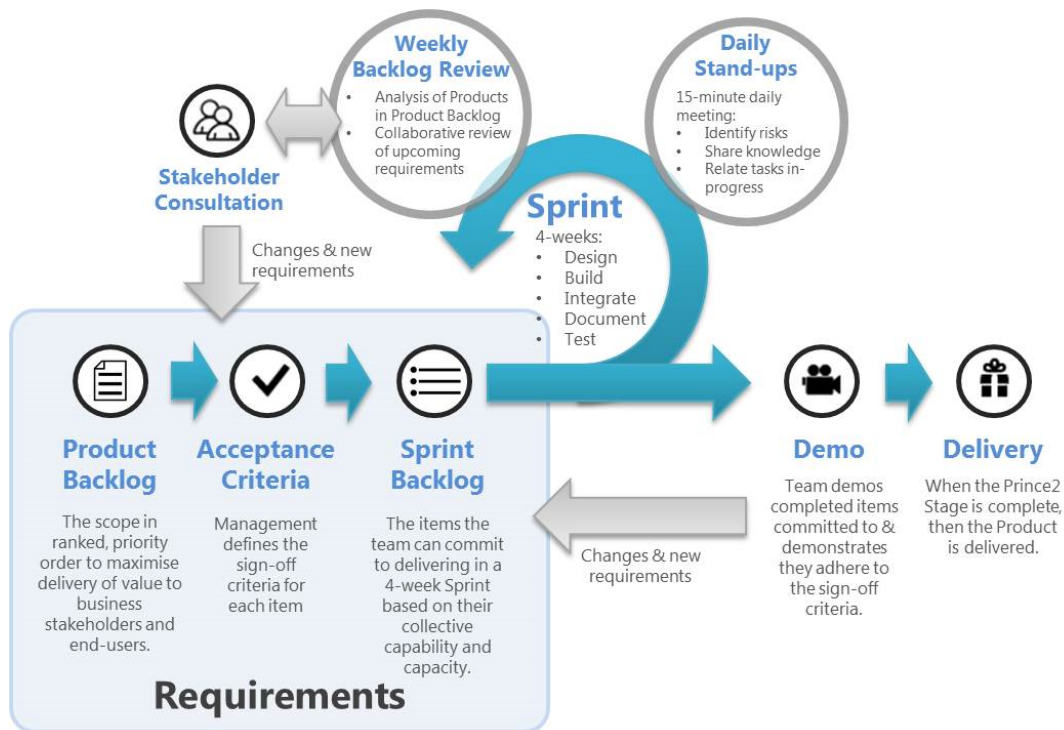 Weekly
Backlog Review
• Analysis of Products
in Product Backlog
• Collaborative review
of upcoming
requirements
Daily
Stand-ups
15-minute daily
meeting:
• Identify risks
• Share knowledge
• Relate tasks in-
progress
Stakeholder
Consultation
Changes & new
requirements
Sprint
4-weeks:
• Design
• Build
• Integrate
• Document
• Test
Product
Backlog
The scope in
ranked, priority
order to maximise
delivery of value to
business
stakeholders and
end-users.
Acceptance
Criteria
Management
defines the
sign-off
criteria for
each item
Sprint
Backlog
The items the
team can commit
to delivering in a
4-week Sprint
based on their
collective
capability and
capacity.
Requirements
Changes & new
requirements
Demo
Team demos
completed items
committed to &
demonstrates
they adhere to
the sign-off
criteria.
Delivery
When the Prince2
Stage is complete,
then the Product
is delivered.